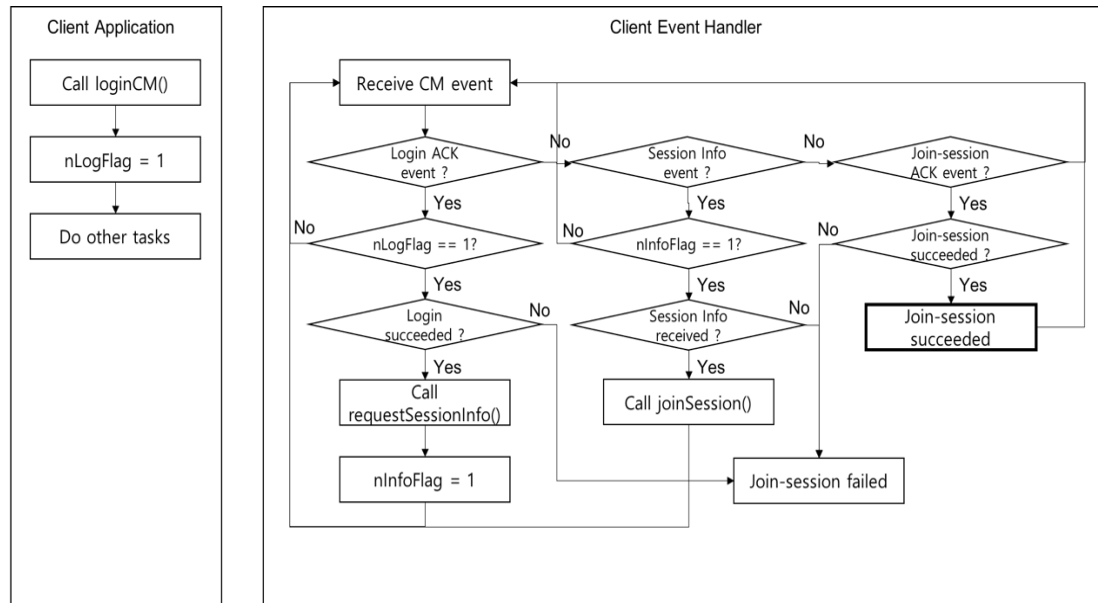 Client Application
Call loginCM()
nLogFlag = 1
Do other tasks
Client Event Handler
Receive CM event
Login ACK
event ?
No
Session Info
event ?
No
Join-session
ACK event ?
Yes
Yes
Yes
No
nLogFlag == 1?
No
nInfoFlag == 1?
No
Join-session
succeeded ?
Yes
Yes
Yes
Login
succeeded ?
No
Session Info
received ?
No
Join-session
succeeded
Yes
Yes
Call
requestSessionInfo()
Call joinSession()
nInfoFlag = 1
Join-session failed